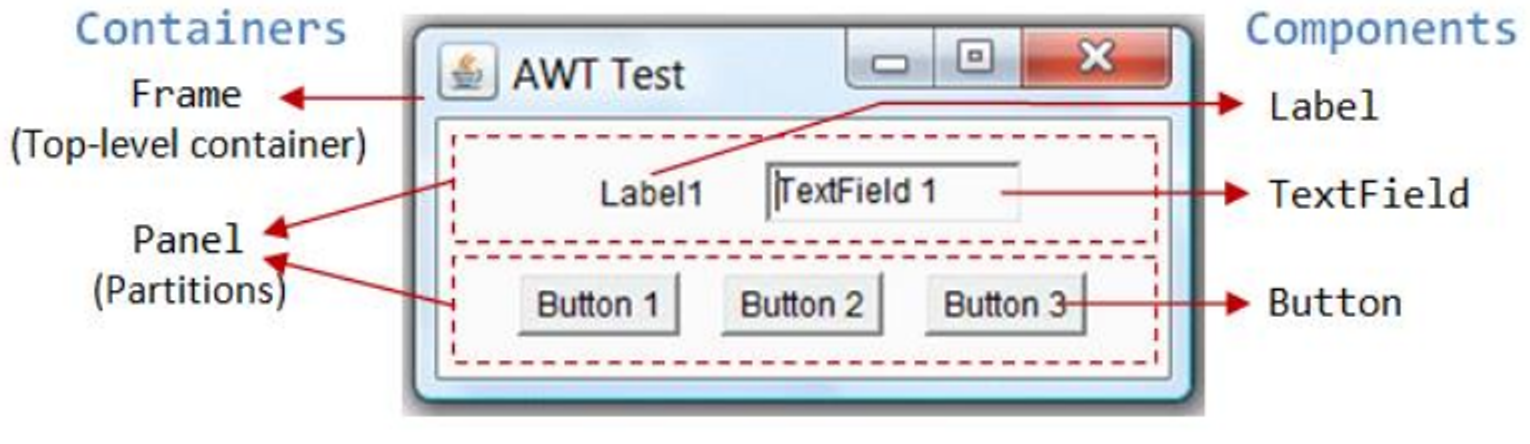 Containers
Components
Frame
(Top-level container)
AWT Test
Label
Label1
TextField 1
TextField
Panel
(Partitions)
Button 1
Button 2
Button 3
Button